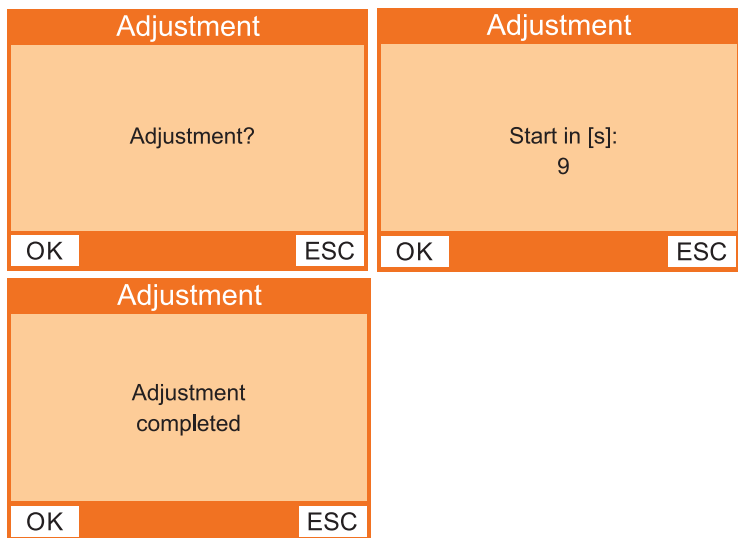 Adjustment
Adjustment?
OK
ESC
Adjustment
Start in [s]:
9
OK
ESC
Adjustment
Adjustment
completed
OK
ESC